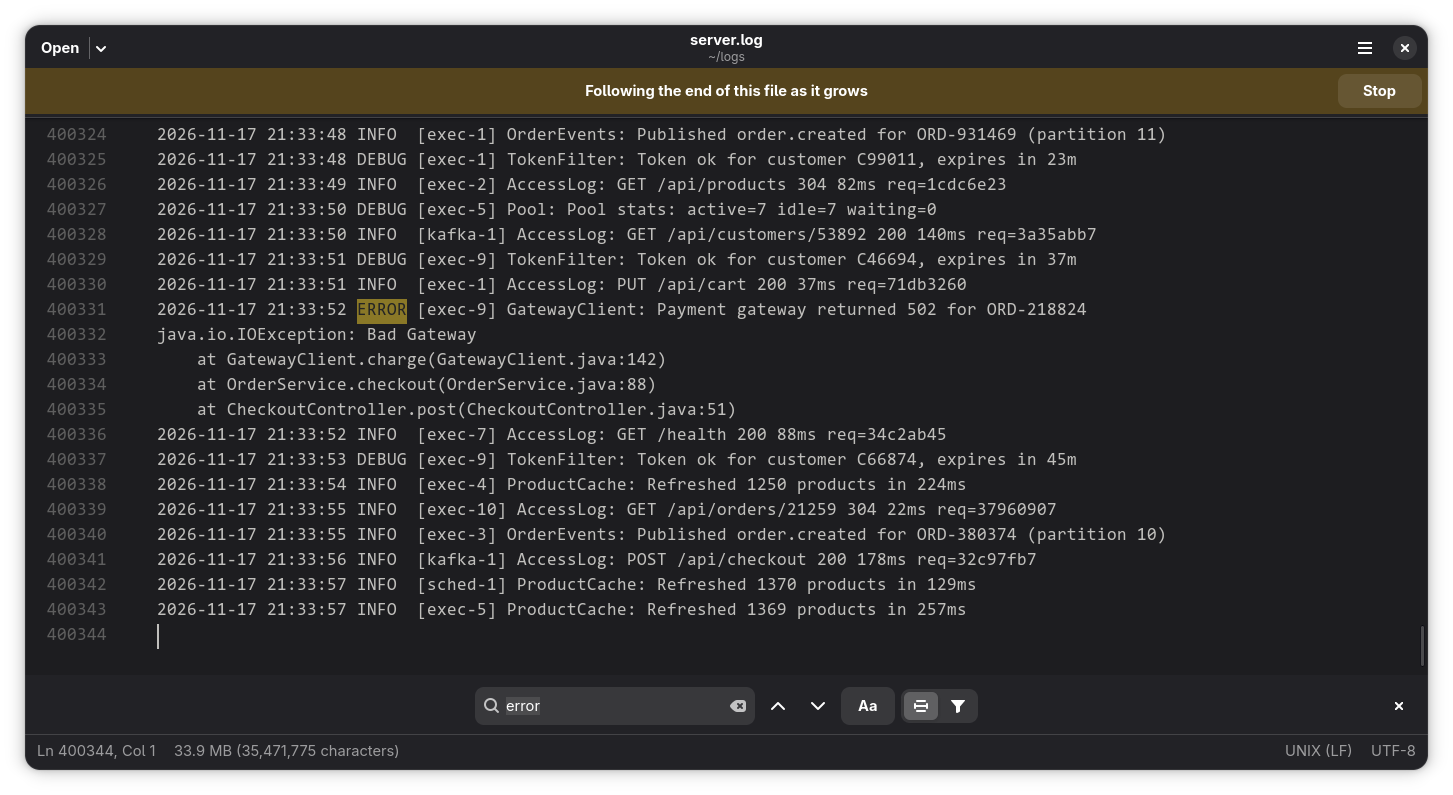 Open
server.log
~/logs
Following the end of this file as it grows
Stop
400324 2026-11-17 21:33:48 INFO  [exec-1] OrderEvents: Published order.created for ORD-931469 (partition 11)
400325 2026-11-17 21:33:48 DEBUG [exec-1] TokenFilter: Token ok for customer C99011, expires in 23m
400326 2026-11-17 21:33:49 INFO  [exec-2] AccessLog: GET /api/products 304 82ms req=1cdc6e23
400327 2026-11-17 21:33:50 DEBUG [exec-5] Pool: Pool stats: active=7 idle=7 waiting=0
400328 2026-11-17 21:33:50 INFO  [kafka-1] AccessLog: GET /api/customers/53892 200 140ms req=3a35abb7
400329 2026-11-17 21:33:51 DEBUG [exec-9] TokenFilter: Token ok for customer C46694, expires in 37m
400330 2026-11-17 21:33:51 INFO  [exec-1] AccessLog: PUT /api/cart 200 37ms req=71db3260
400331 2026-11-17 21:33:52 ERROR [exec-9] GatewayClient: Payment gateway returned 502 for ORD-218824
400332 java.io.IOException: Bad Gateway
400333     at GatewayClient.charge(GatewayClient.java:142)
400334     at OrderService.checkout(OrderService.java:88)
400335     at CheckoutController.post(CheckoutController.java:51)
400336 2026-11-17 21:33:52 INFO  [exec-7] AccessLog: GET /health 200 88ms req=34c2ab45
400337 2026-11-17 21:33:53 DEBUG [exec-9] TokenFilter: Token ok for customer C66874, expires in 45m
400338 2026-11-17 21:33:54 INFO  [exec-4] ProductCache: Refreshed 1250 products in 224ms
400339 2026-11-17 21:33:55 INFO  [exec-10] AccessLog: GET /api/orders/21259 304 22ms req=37960907
400340 2026-11-17 21:33:55 INFO  [exec-3] OrderEvents: Published order.created for ORD-380374 (partition 10)
400341 2026-11-17 21:33:56 INFO  [kafka-1] AccessLog: POST /api/checkout 200 178ms req=32c97fb7
400342 2026-11-17 21:33:57 INFO  [sched-1] ProductCache: Refreshed 1370 products in 129ms
400343 2026-11-17 21:33:57 INFO  [exec-5] ProductCache: Refreshed 1369 products in 257ms
400344
error Aa
Ln 400344, Col 1 33.9 MB (35,471,775 characters) UNIX (LF) UTF-8